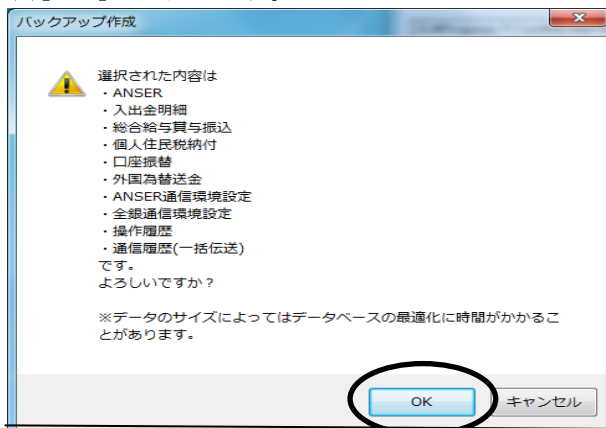 バックアップ作成
選択された内容は
・ANSER
・入出金明細
・総合給与賞与振込
・個人住民税納付
・口座振替
・外国為替送金
・ANSER通信環境設定
・全銀通信環境設定
・操作履歴
・通信履歴(一括伝送)
です。
よろしいですか？
※データのサイズによってはデータベースの最適化に時間がかかるこ
とがあります。
OK
キャンセル